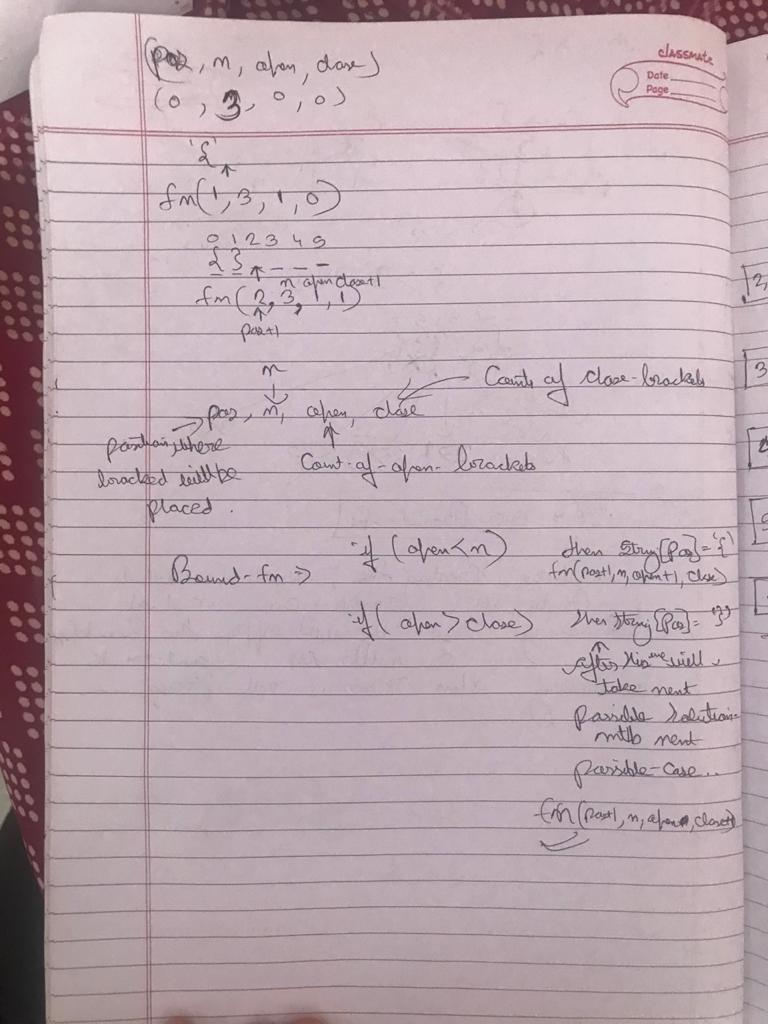 classmate
Date
Page
(pos, n, open, close)
(0, 3, 0, 0)
'{'
fn(1, 3, 1, 0)
0 1 2 3 4 5
{ } _ _ _ _
n open close+1
fn(2, 3, 1, 1)
pos+1
n
Count of close-brackets
pos, n, open, close
position, where
bracked will be
placed.
Count-of-open-brackets
Bound-fn => if (open<n) then String[pos]='{'
fn(pos+1, n, open+1, close)
if (open > close) then string[pos]='}'
after this we will
take next
possible solution-
next
possible-case..
fn(pos+1, n, open, close+1)
2,
3